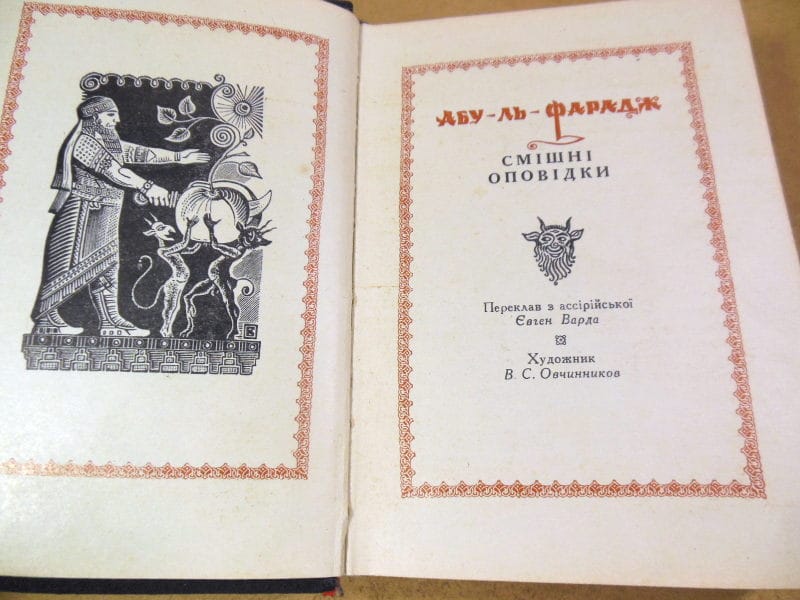 АБУ-ЛЬ-ФАРАДЖ
СМІШНІ
ОПОВІДКИ
Переклав з ассірійської
Євген Варда
Художник
В. С. Овчинников